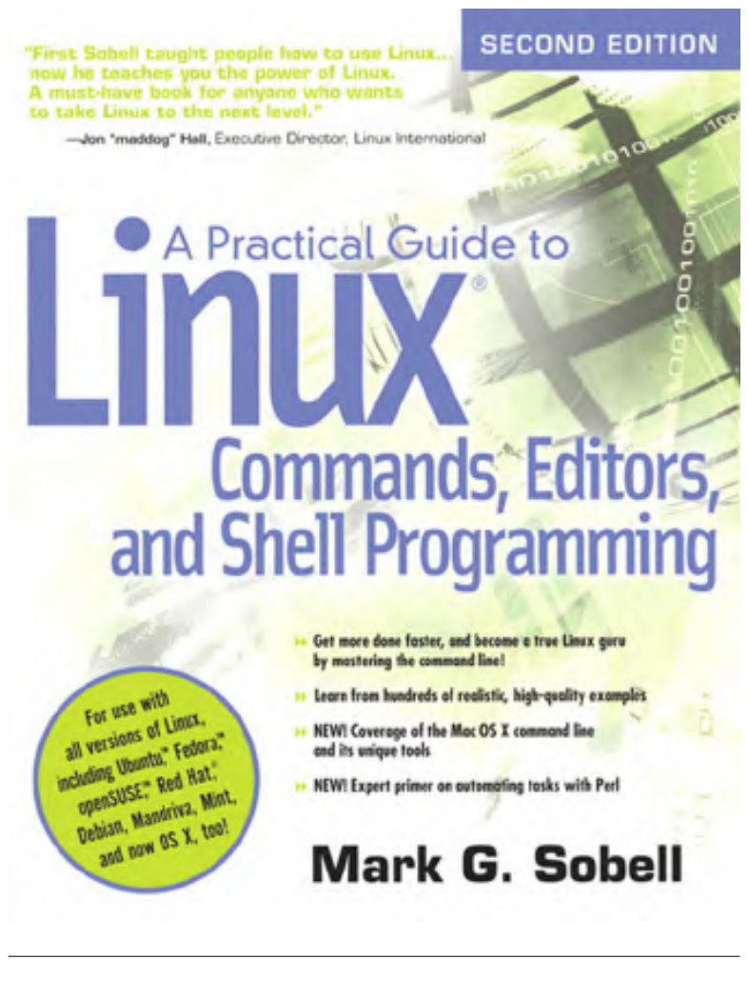 SECOND EDITION
"First Sobell taught people how to use Linux...
now he teaches you the power of Linux.
A must-have book for anyone who wants
to take Linux to the next level."
—Jon "maddog" Hall, Executive Director, Linux International
A Practical Guide to
Linux®
Commands, Editors,
and Shell Programming
Get more done faster, and become a true Linux guru
by mastering the command line!
Learn from hundreds of realistic, high-quality examples
NEW! Coverage of the Mac OS X command line
and its unique tools
NEW! Expert primer on automating tasks with Perl
For use with
all versions of Linux,
including Ubuntu,™ Fedora,™
openSUSE,™ Red Hat,®
Debian, Mandriva, Mint,
and now OS X, too!
Mark G. Sobell